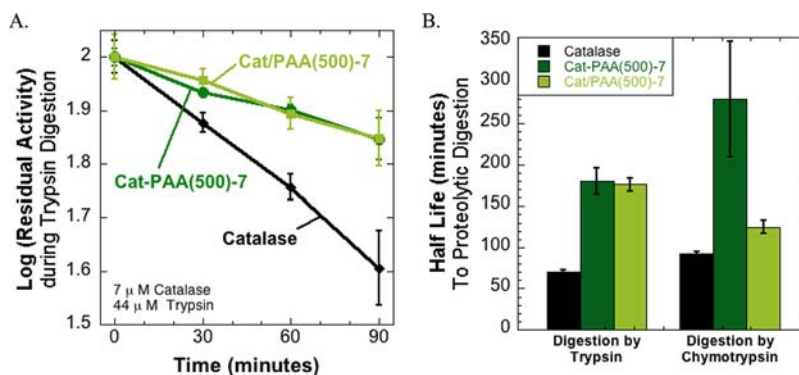 A.
B.
Log (Residual Activity)
during Trypsin Digestion
2
1.9
1.8
1.7
1.6
1.5
Cat/PAA(500)-7
Cat-PAA(500)-7
Catalase
7 μ M Catalase
44 μ M Trypsin
0
30
60
90
Time (minutes)
Half Life (minutes)
To Proteolytic Digestion
350
300
250
200
150
100
50
0
Catalase
Cat-PAA(500)-7
Cat/PAA(500)-7
Digestion by
Trypsin
Digestion by
Chymotrypsin